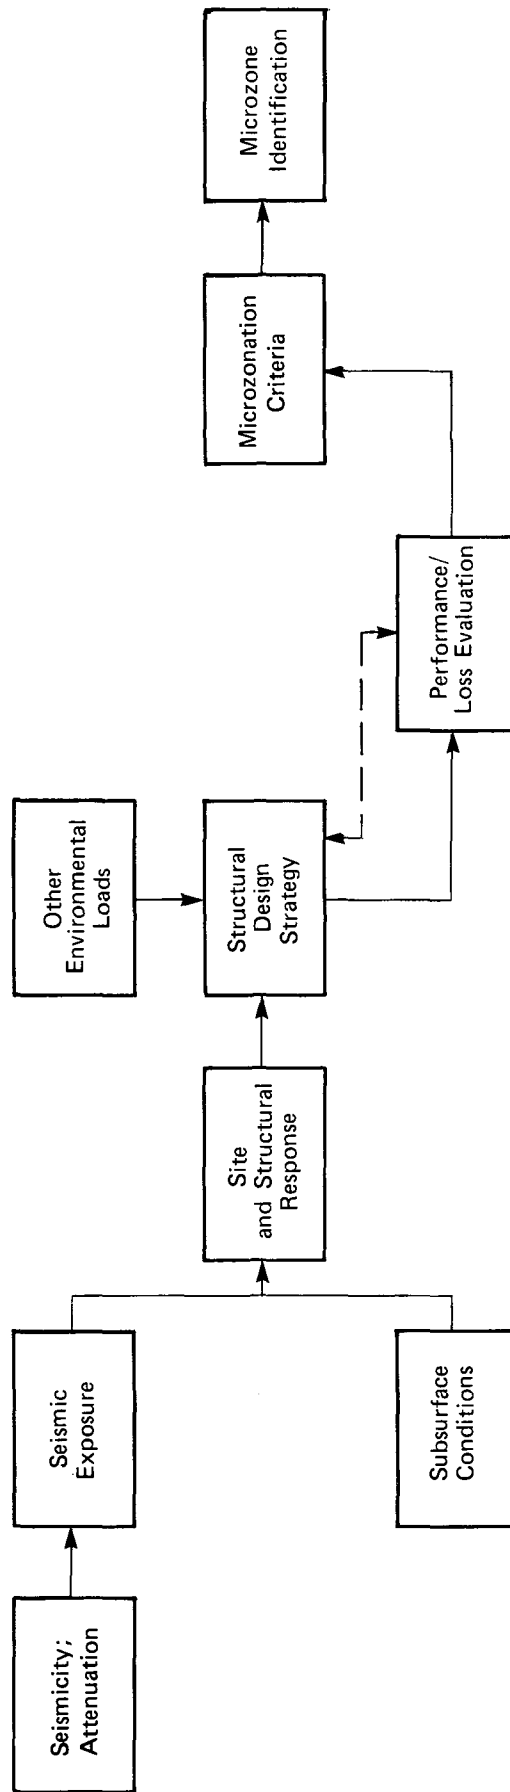 Seismicity;
Attenuation
Seismic
Exposure
Subsurface
Conditions
Site
and Structural
Response
Other
Environmental
Loads
Structural
Design
Strategy
Performance/
Loss Evaluation
Microzonation
Criteria
Microzone
Identification